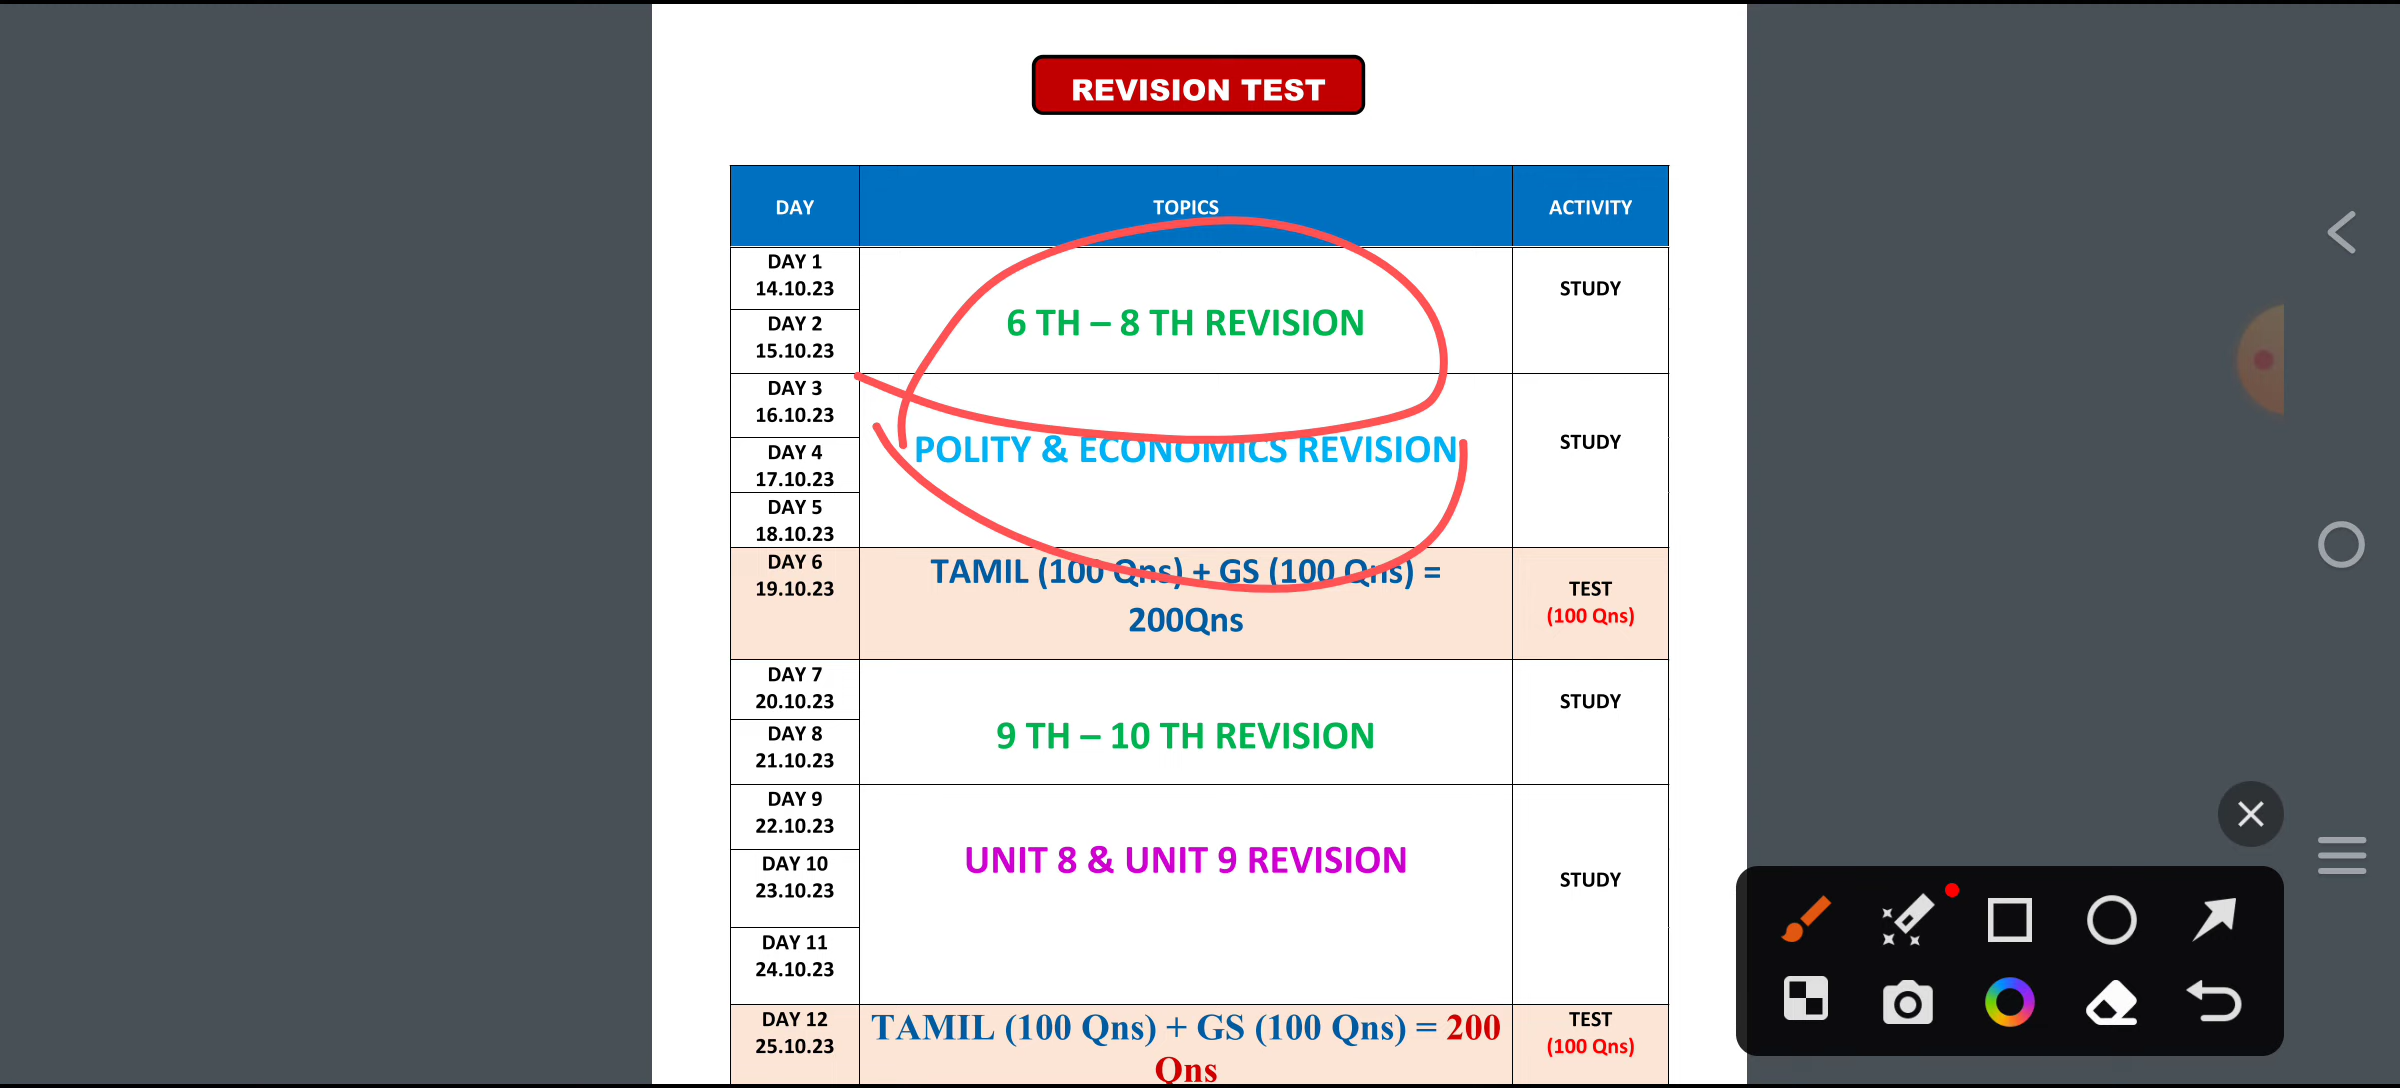 REVISION TEST
DAY TOPICS ACTIVITY
DAY 1
14.10.23
DAY 2
15.10.23
6 TH – 8 TH REVISION
STUDY
DAY 3
16.10.23
DAY 4
17.10.23
DAY 5
18.10.23
POLITY & ECONOMICS REVISION
STUDY
DAY 6
19.10.23
TAMIL (100 Qns) + GS (100 Qns) =
200Qns
TEST
(100 Qns)
DAY 7
20.10.23
DAY 8
21.10.23
9 TH – 10 TH REVISION
STUDY
DAY 9
22.10.23
DAY 10
23.10.23
DAY 11
24.10.23
UNIT 8 & UNIT 9 REVISION
STUDY
DAY 12
25.10.23
TAMIL (100 Qns) + GS (100 Qns) = 200
Qns
TEST
(100 Qns)